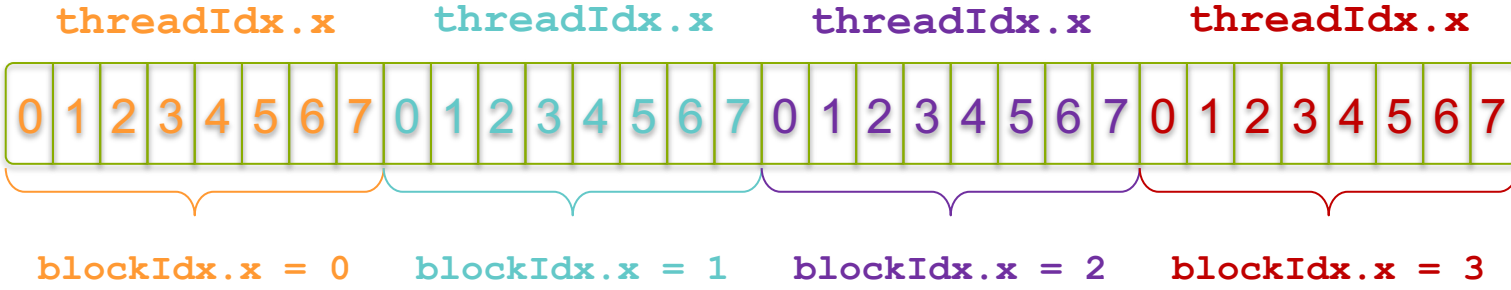 threadIdx.x threadIdx.x threadIdx.x threadIdx.x
0 1 2 3 4 5 6 7 0 1 2 3 4 5 6 7 0 1 2 3 4 5 6 7 0 1 2 3 4 5 6 7
blockIdx.x = 0 blockIdx.x = 1 blockIdx.x = 2 blockIdx.x = 3